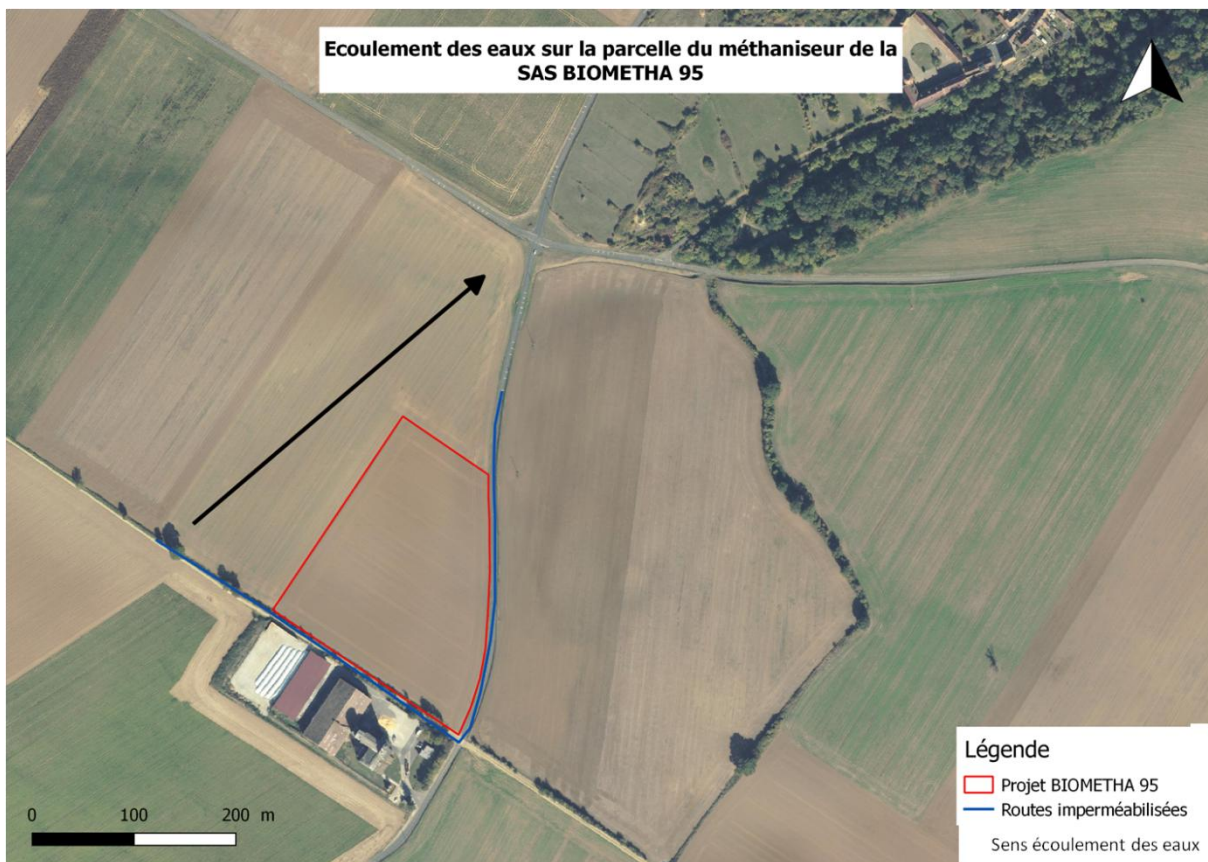 Ecoulement des eaux sur la parcelle du méthaniseur de la
SAS BIOMETHA 95
Légende
Projet BIOMETHA 95
Routes imperméabilisées
Sens écoulement des eaux
0 100 200 m